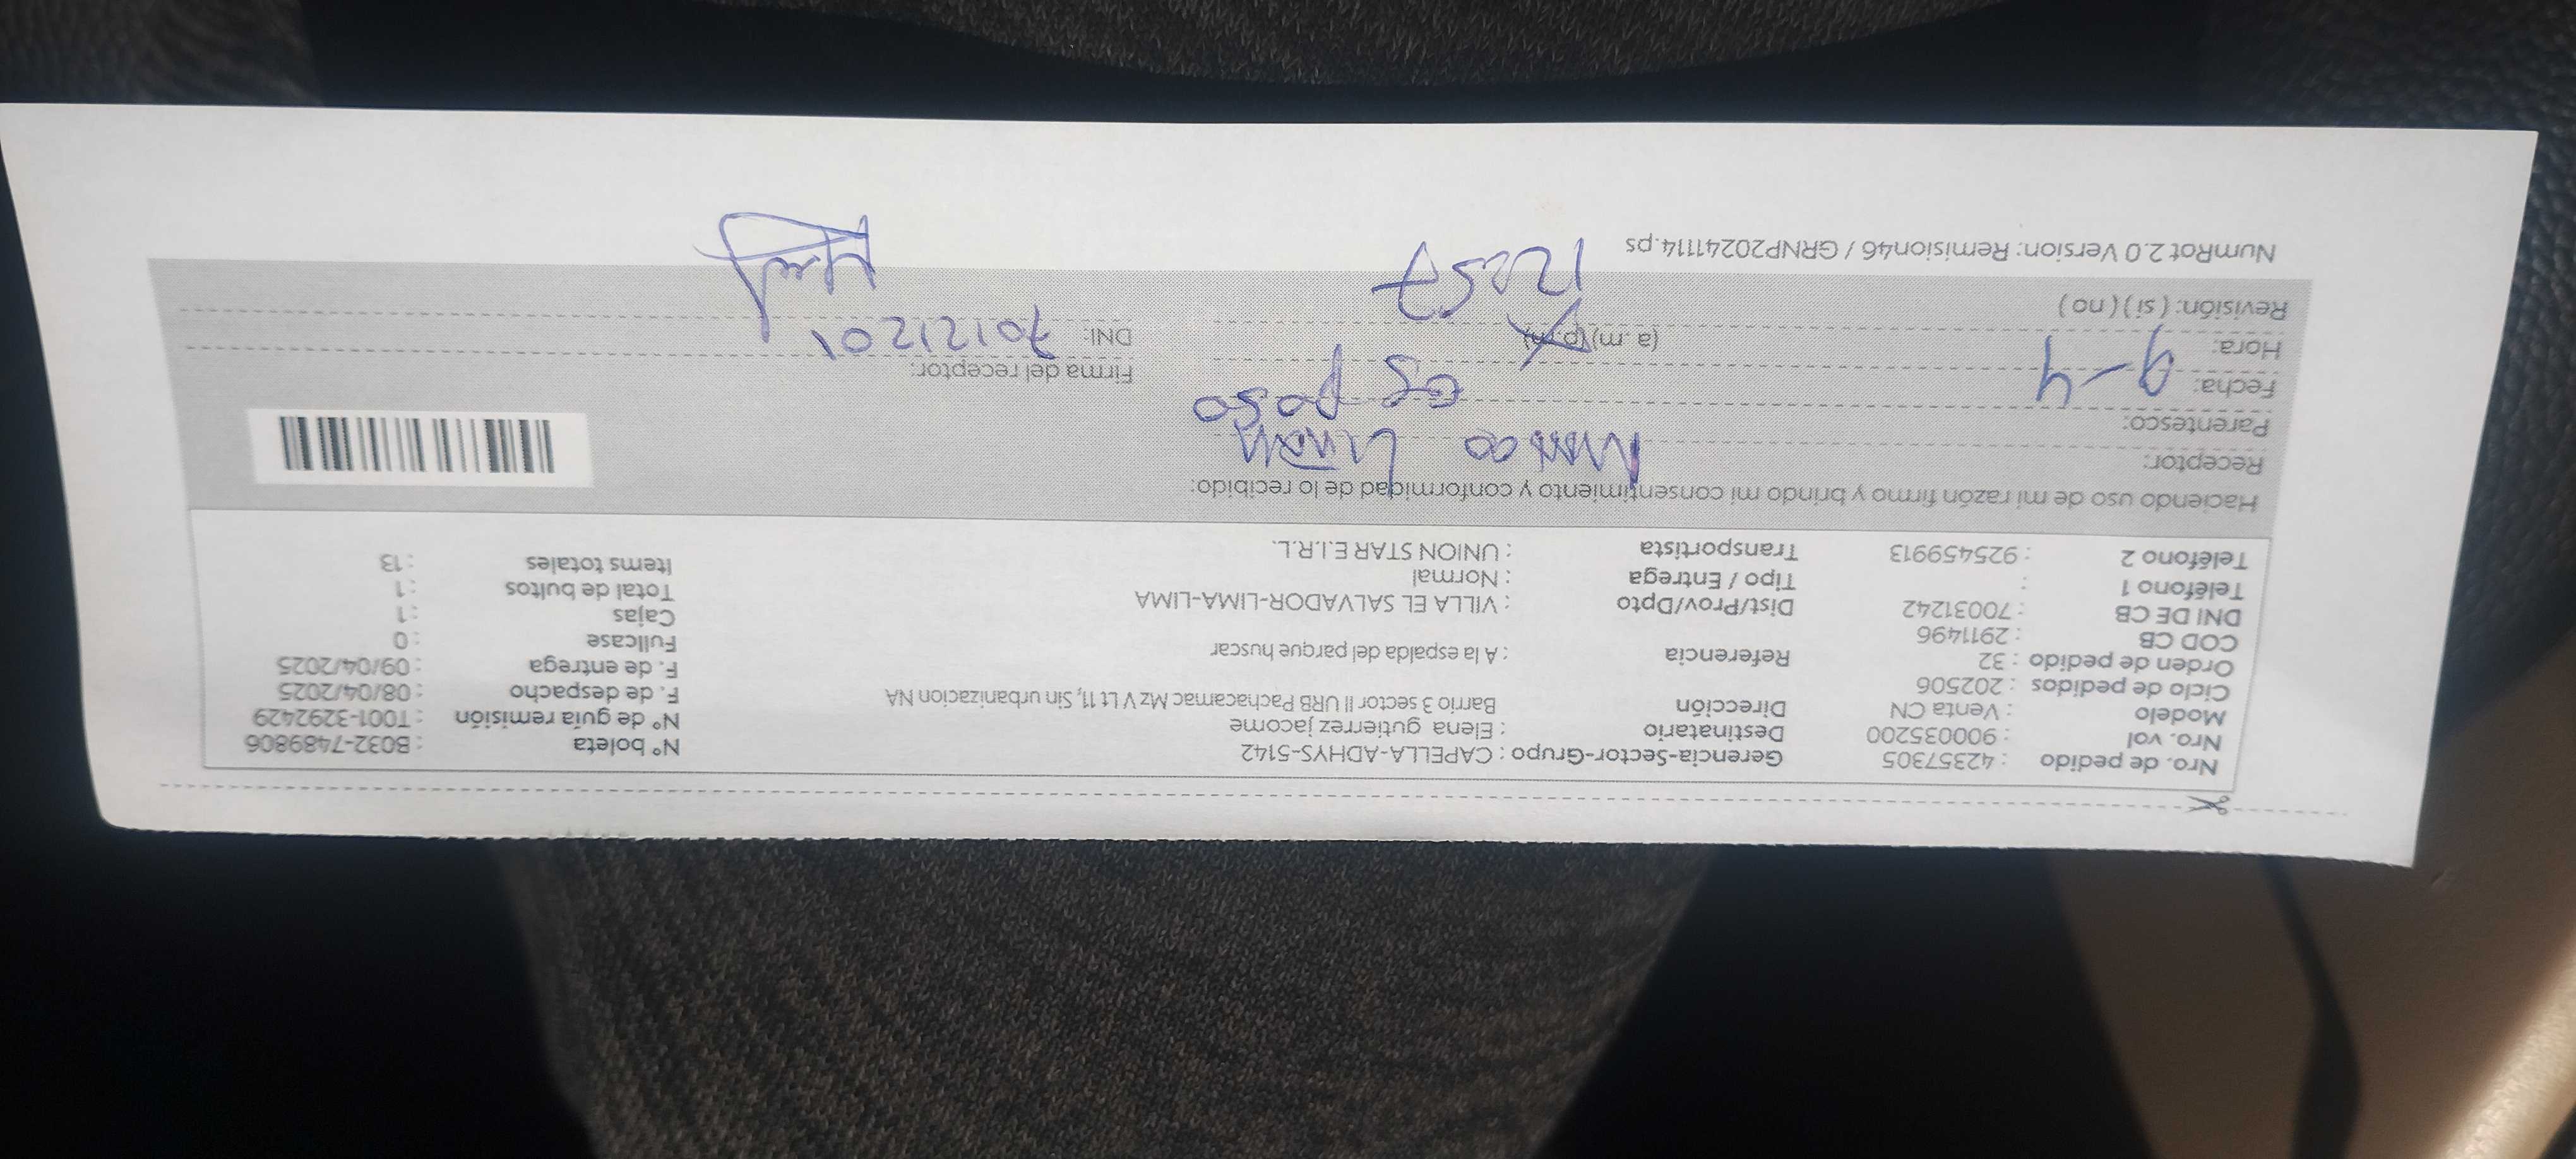 Nro. de pedido : 42357305 Gerencia-Sector-Grupo : CAPELLA-ADHYS-5142 N° boleta : B032-7489806
Nro. vol : 900035200 Destinatario : Elena gutierrez jacome N° de guía remisión : T001-3292429
Modelo : Venta CN Dirección Barrio 3 sector II URB Pachacamac Mz V Lt 11, Sin urbanizacion NA F. de despacho : 08/04/2025
Ciclo de pedidos : 202506 F. de entrega : 09/04/2025
Orden de pedido : 32 Referencia : A la espalda del parque huscar Fullcase : 0
COD CB : 2911496 Cajas : 1
DNI DE CB : 70031242 Dist/Prov/Dpto : VILLA EL SALVADOR-LIMA-LIMA Total de bultos : 1
Teléfono 1 : Tipo / Entrega : Normal Items totales : 13
Teléfono 2 : 925459913 Transportista : UNION STAR E.I.R.L.
Haciendo uso de mi razón firmo y brindo mi consentimiento y conformidad de lo recibido:
Receptor:
Parentesco: esposo
Fecha: 9-4 Firma del receptor:
Hora: (a .m) (p.m) DNI: 70121201
12:57
Revisión: ( si ) ( no )
NumRot 2.0 Version: Remision46 / GRNP20241114.ps